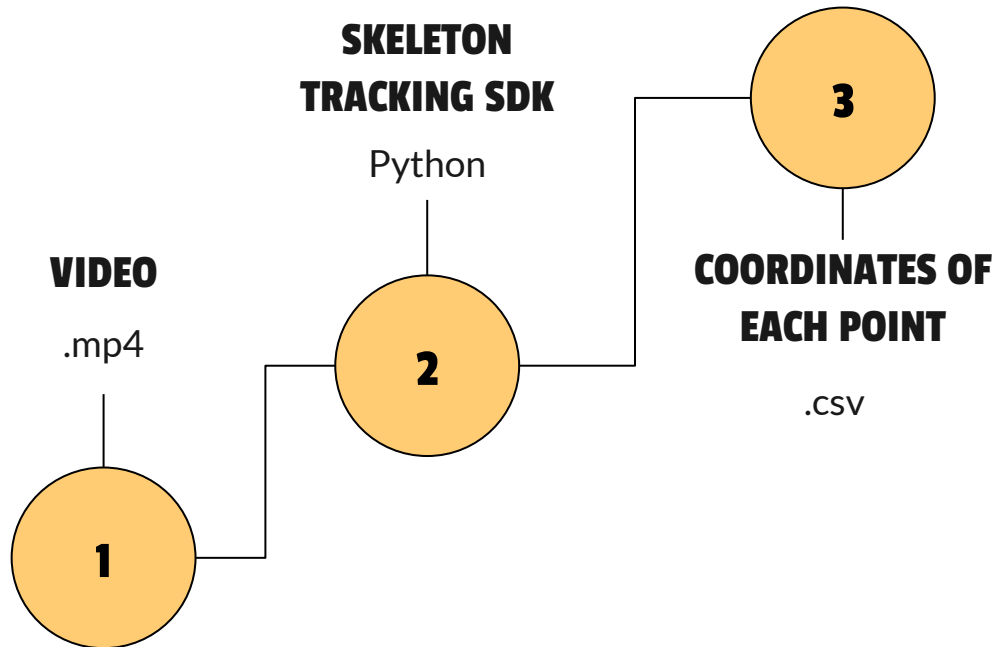 VIDEO
.mp4
1
SKELETON
TRACKING SDK
Python
2
3
COORDINATES OF
EACH POINT
.csv